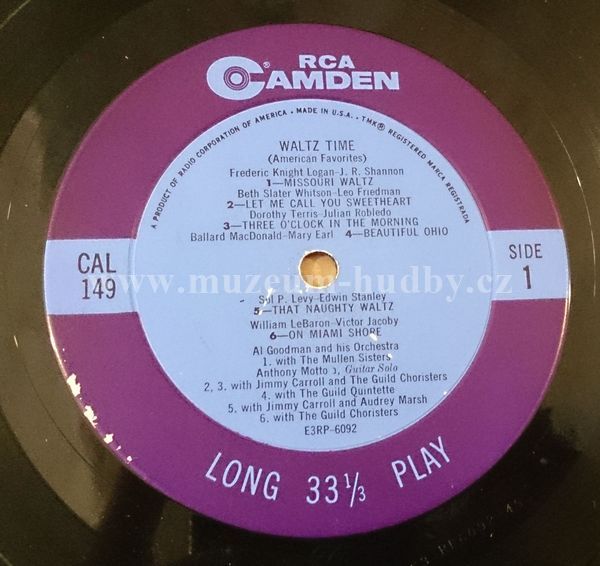 RCA
CAMDEN
A PRODUCT OF RADIO CORPORATION OF AMERICA • MADE IN U.S.A. • TMK® REGISTERED MARCA REGISTRADA
WALTZ TIME
(American Favorites)
Frederic Knight Logan-J. R. Shannon
1—MISSOURI WALTZ
Beth Slater Whitson-Leo Friedman
2—LET ME CALL YOU SWEETHEART
Dorothy Terris-Julian Robledo
3—THREE O'CLOCK IN THE MORNING
Ballard MacDonald-Mary Earl 4—BEAUTIFUL OHIO
CAL
149
SIDE
1
www.muzeum-hudby.cz
Sol P. Levy-Edwin Stanley
5—THAT NAUGHTY WALTZ
William LeBaron-Victor Jacoby
6—ON MIAMI SHORE
Al Goodman and his Orchestra
1. with The Mullen Sisters
Anthony Motto Guitar Solo
2, 3. with Jimmy Carroll and The Guild Choristers
4. with The Guild Quintette
5. with Jimmy Carroll and Audrey Marsh
6. with The Guild Choristers
E3RP-6092
LONG 33⅓ PLAY